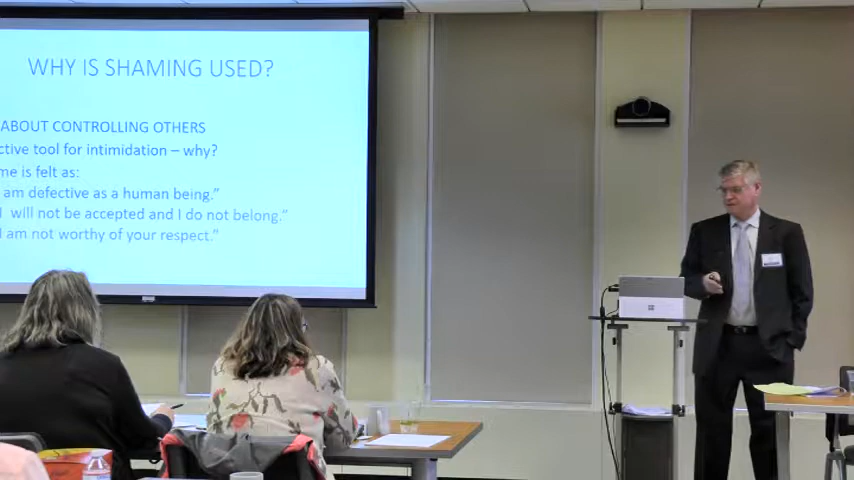 WHY IS SHAMING USED?
ABOUT CONTROLLING OTHERS
ctive tool for intimidation – why?
me is felt as:
am defective as a human being.”
I will not be accepted and I do not belong.”
I am not worthy of your respect.”